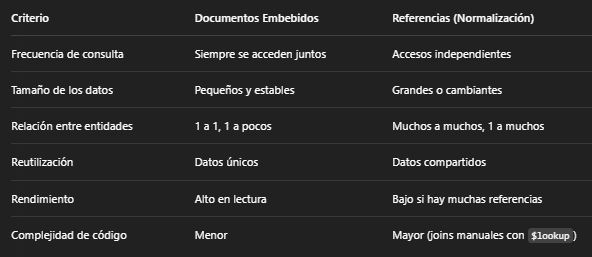 Criterio Documentos Embebidos Referencias (Normalización)
Frecuencia de consulta Siempre se acceden juntos Accesos independientes
Tamaño de los datos Pequeños y estables Grandes o cambiantes
Relación entre entidades 1 a 1, 1 a pocos Muchos a muchos, 1 a muchos
Reutilización Datos únicos Datos compartidos
Rendimiento Alto en lectura Bajo si hay muchas referencias
Complejidad de código Menor Mayor (joins manuales con $lookup)